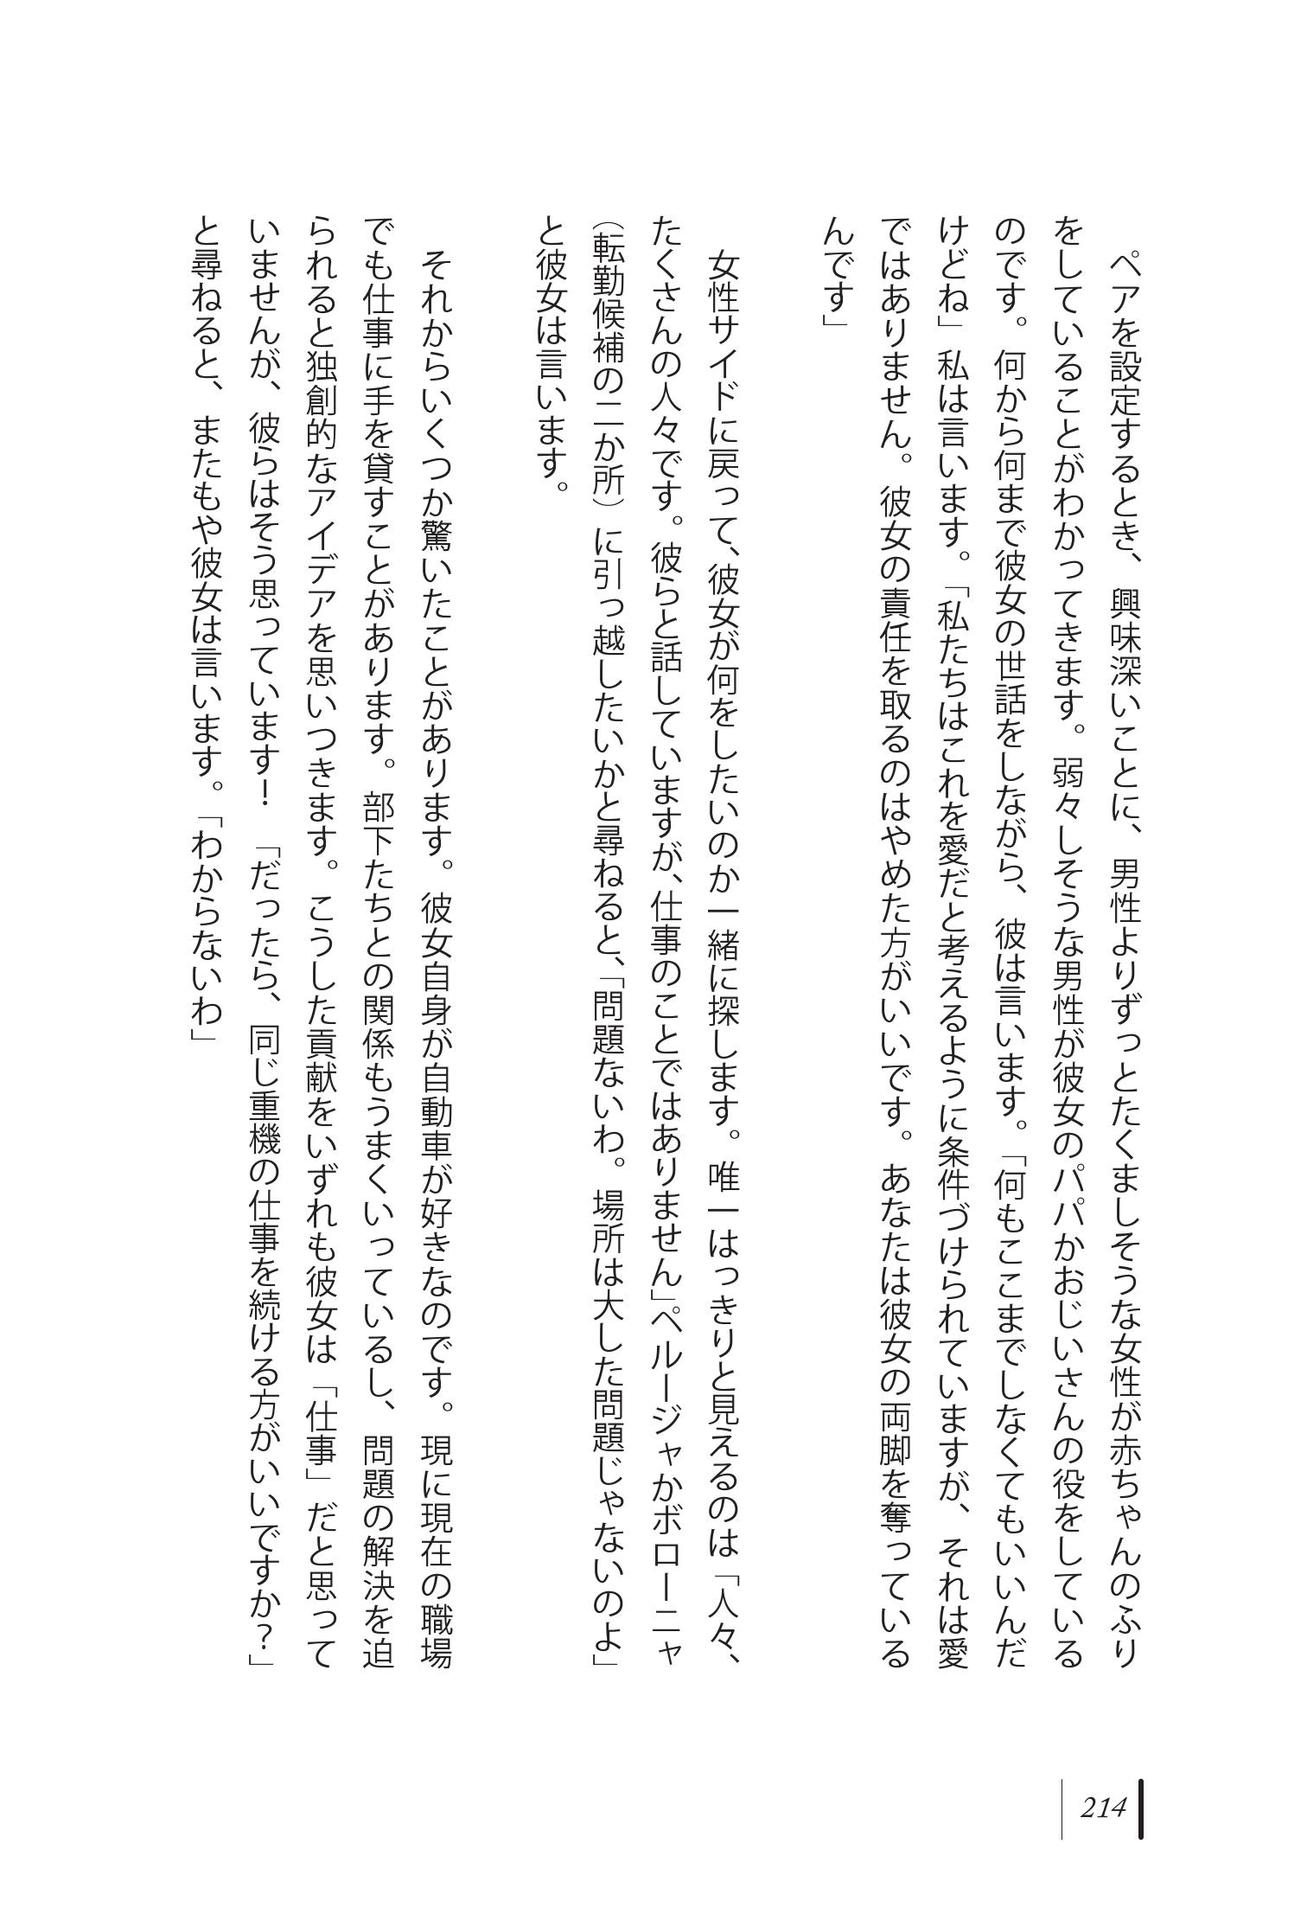 ペアを設定するとき、興味深いことに、男性よりずっとたくましそうな女性が赤ちゃんのふり
をしていることがわかってきます。弱々しそうな男性が彼女のパパかおじいさんの役をしている
のです。何から何まで彼女の世話をしながら、彼は言います。「何もここまでしなくてもいいんだ
けどね」私は言います。「私たちはこれを愛だと考えるように条件づけられていますが、それは愛
ではありません。彼女の責任を取るのはやめた方がいいです。あなたは彼女の両脚を奪っている
んです」
女性サイドに戻って、彼女が何をしたいのか一緒に探します。唯一はっきりと見えるのは「人々、
たくさんの人々です。彼らと話していますが、仕事のことではありません」ペルージャかボローニャ
（転勤候補の二か所）に引っ越したいかと尋ねると、「問題ないわ。場所は大した問題じゃないのよ」
と彼女は言います。
それからいくつか驚いたことがあります。彼女自身が自動車が好きなのです。現に現在の職場
でも仕事に手を貸すことがあります。部下たちとの関係もうまくいっているし、問題の解決を迫
られると独創的なアイデアを思いつきます。こうした貢献をいずれも彼女は「仕事」だと思って
いませんが、彼らはそう思っています！　「だったら、同じ重機の仕事を続ける方がいいですか？」
と尋ねると、またもや彼女は言います。「わからないわ」
214